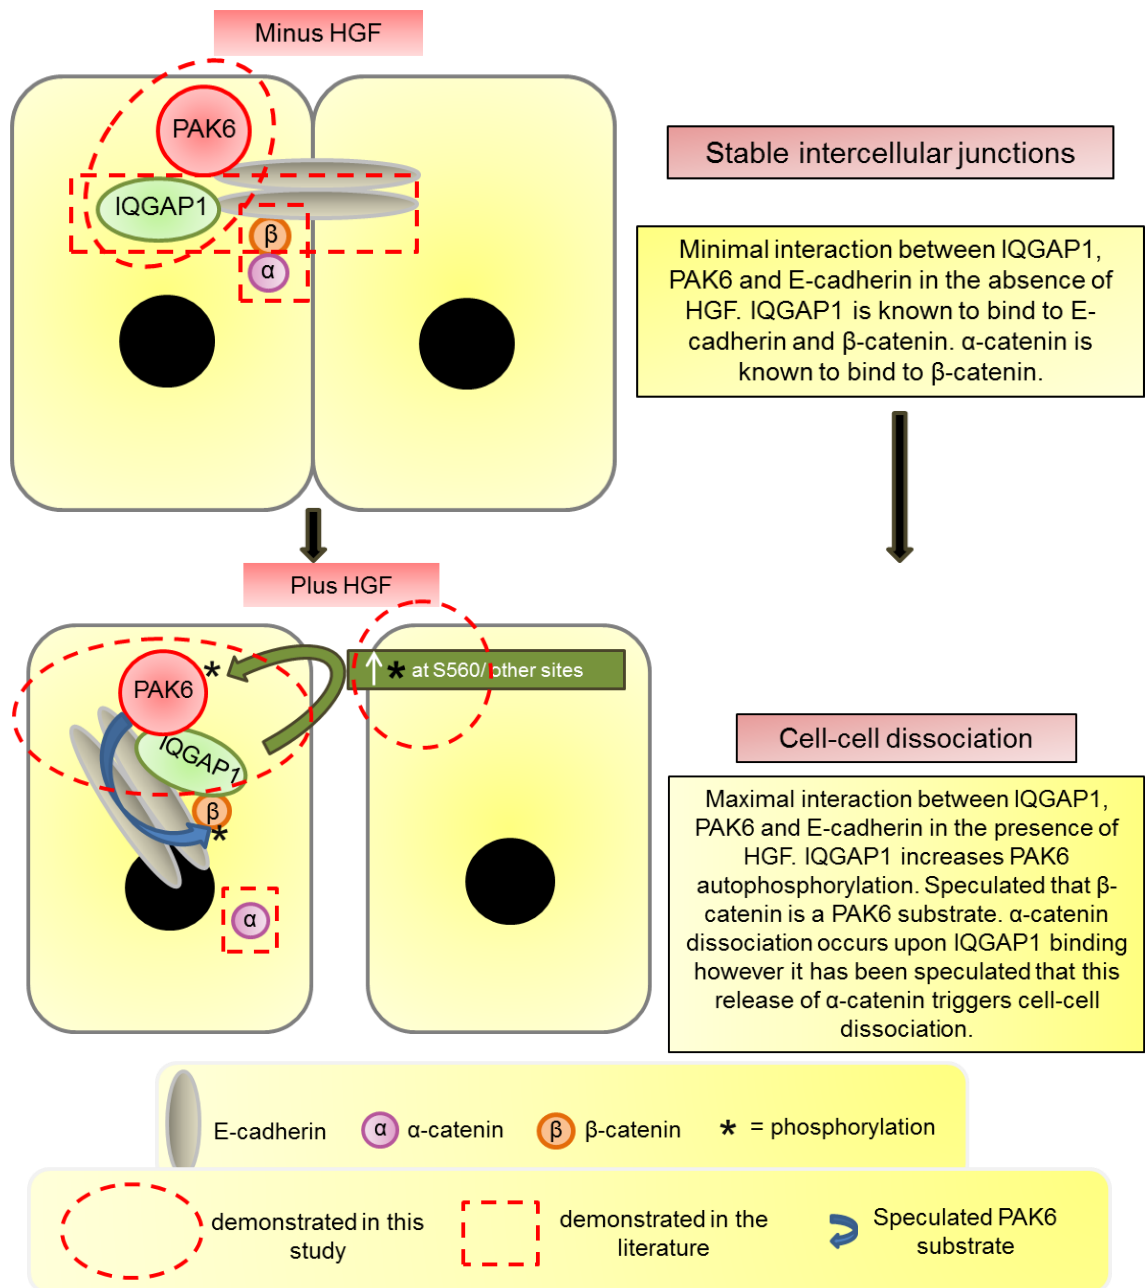 Minus HGF
PAK6
IQGAP1
β
α
Stable intercellular junctions
Minimal interaction between IQGAP1,
PAK6 and E-cadherin in the absence of
HGF. IQGAP1 is known to bind to E-
cadherin and β-catenin. α-catenin is
known to bind to β-catenin.
Plus HGF
PAK6
*
IQGAP1
β
*
α
* at S560/ other sites
Cell-cell dissociation
Maximal interaction between IQGAP1,
PAK6 and E-cadherin in the presence of
HGF. IQGAP1 increases PAK6
autophosphorylation. Speculated that β-
catenin is a PAK6 substrate. α-catenin
dissociation occurs upon IQGAP1 binding
however it has been speculated that this
release of α-catenin triggers cell-cell
dissociation.
E-cadherin
α
α-catenin
β
β-catenin
* = phosphorylation
demonstrated in this
study
demonstrated in the
literature
Speculated PAK6
substrate